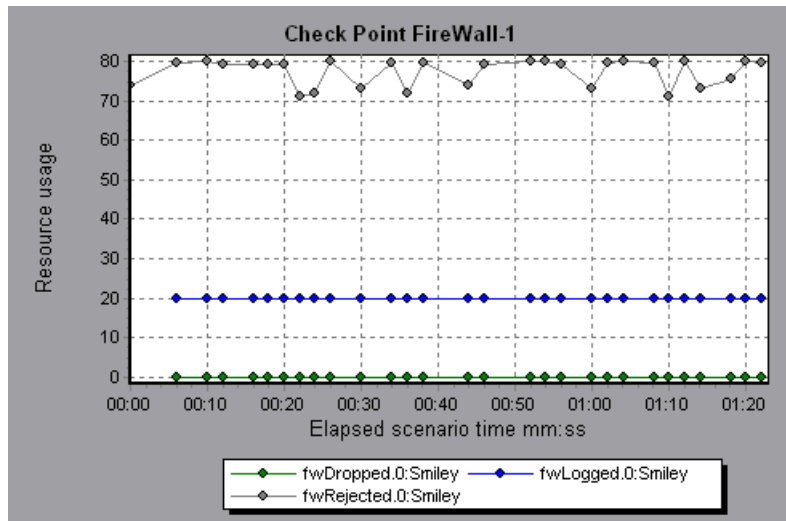 Check Point FireWall-1
Resource usage
80
70
60
50
40
30
20
10
0
00:00 00:10 00:20 00:30 00:40 00:50 01:00 01:10 01:20
Elapsed scenario time mm:ss
fwDropped.0:Smiley fwLogged.0:Smiley
fwRejected.0:Smiley